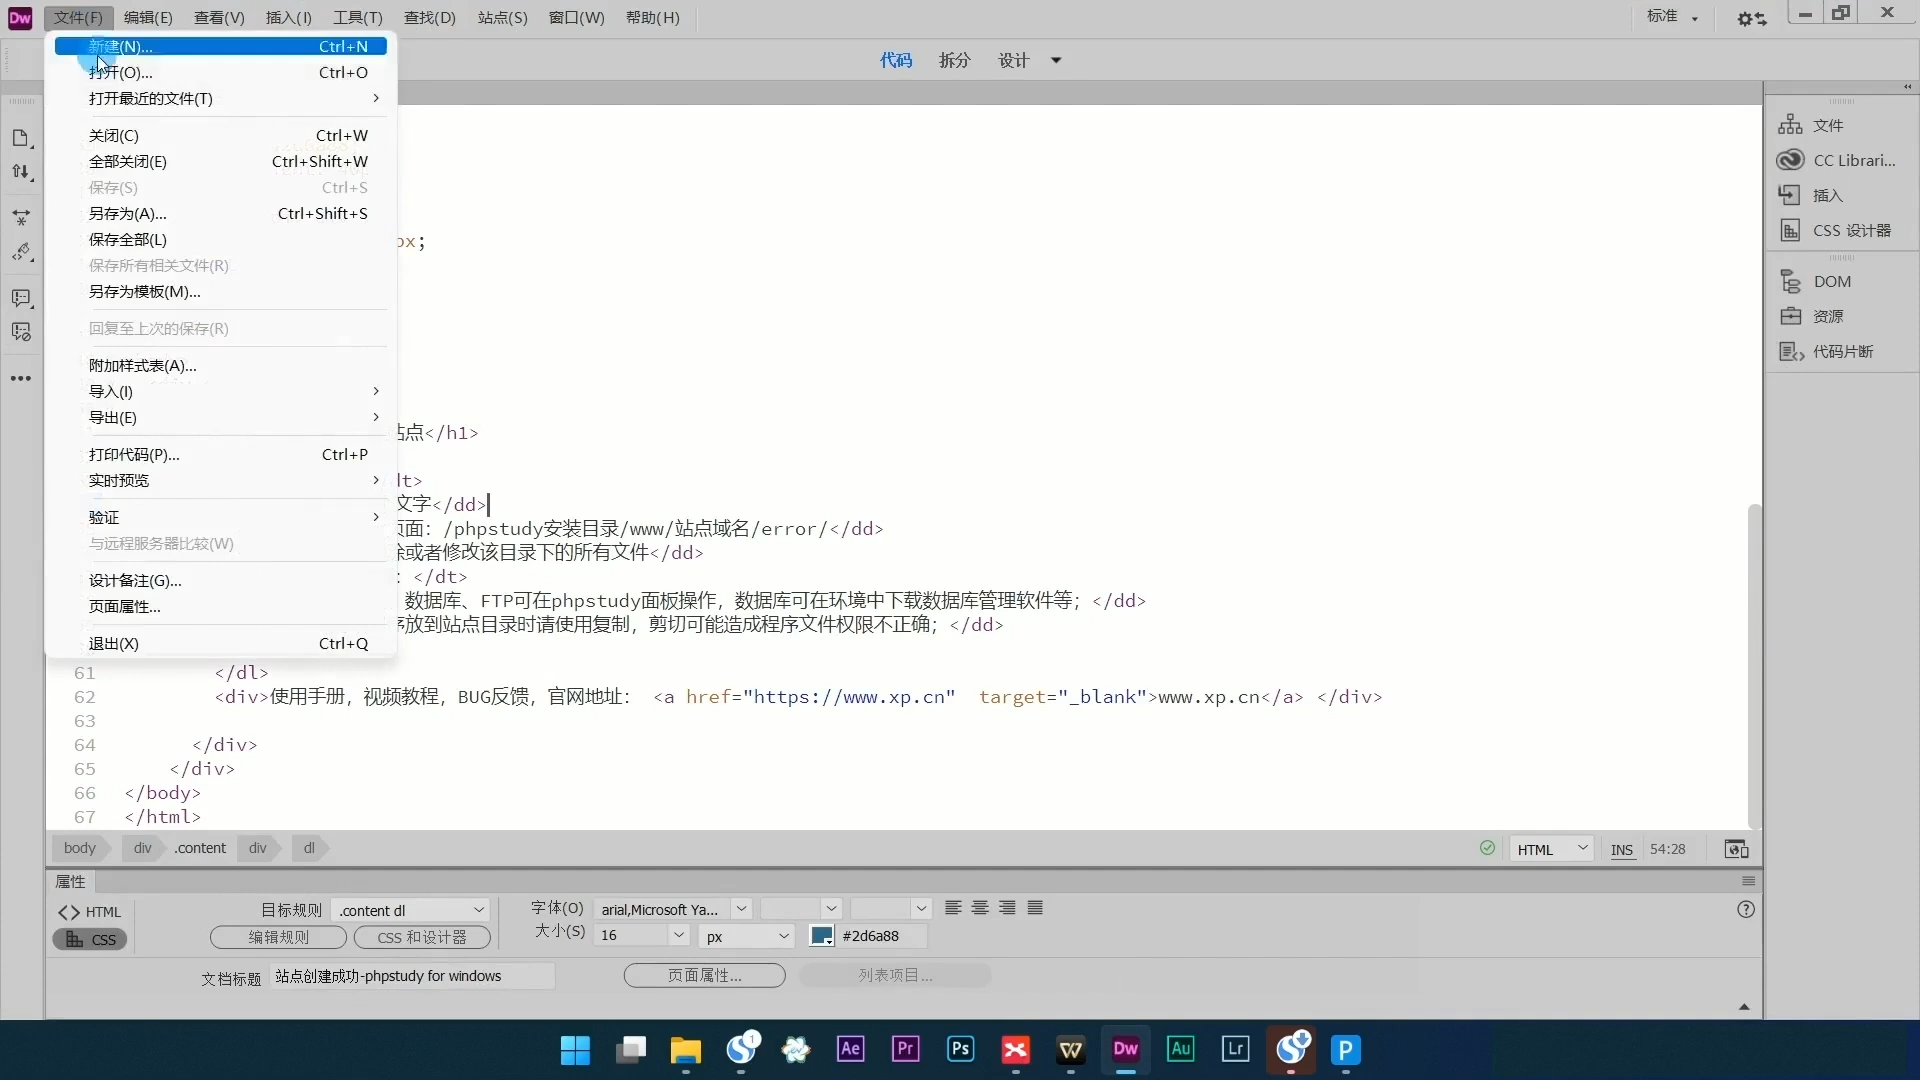 Dw 文件(F) 编辑(E) 查看(V) 插入(I) 工具(T) 查找(D) 站点(S) 窗口(W) 帮助(H) 标准
代码 拆分 设计
新建(N)... Ctrl+N
打开(O)... Ctrl+O
打开最近的文件(T)
关闭(C) Ctrl+W
全部关闭(E) Ctrl+Shift+W
保存(S) Ctrl+S
另存为(A)... Ctrl+Shift+S
保存全部(L)
保存所有相关文件(R)
另存为模板(M)...
回复至上次的保存(R)
附加样式表(A)...
导入(I)
导出(E)
打印代码(P)... Ctrl+P
实时预览
验证
与远程服务器比较(W)
设计备注(G)...
页面属性...
退出(X) Ctrl+Q
px;
站点</h1>
dt>
文字</dd>
页面：/phpstudy安装目录/www/站点域名/error/</dd>
除或者修改该目录下的所有文件</dd>
：</dt>
数据库、FTP可在phpstudy面板操作，数据库可在环境中下载数据库管理软件等；</dd>
序放到站点目录时请使用复制，剪切可能造成程序文件权限不正确；</dd>
61 </dl>
62 <div>使用手册，视频教程，BUG反馈，官网地址： <a href="https://www.xp.cn" target="_blank">www.xp.cn</a> </div>
63
64 </div>
65 </div>
66 </body>
67 </html>
文件
CC Librari...
插入
CSS 设计器
DOM
资源
代码片断
body div .content div dl HTML INS 54:28
属性
HTML 目标规则 .content dl 字体(O) arial,Microsoft Ya...
CSS 编辑规则 CSS 和设计器 大小(S) 16 px #2d6a88
文档标题 站点创建成功-phpstudy for windows 页面属性... 列表项目...
1 Ae Pr Ps W Dw Au Lr P